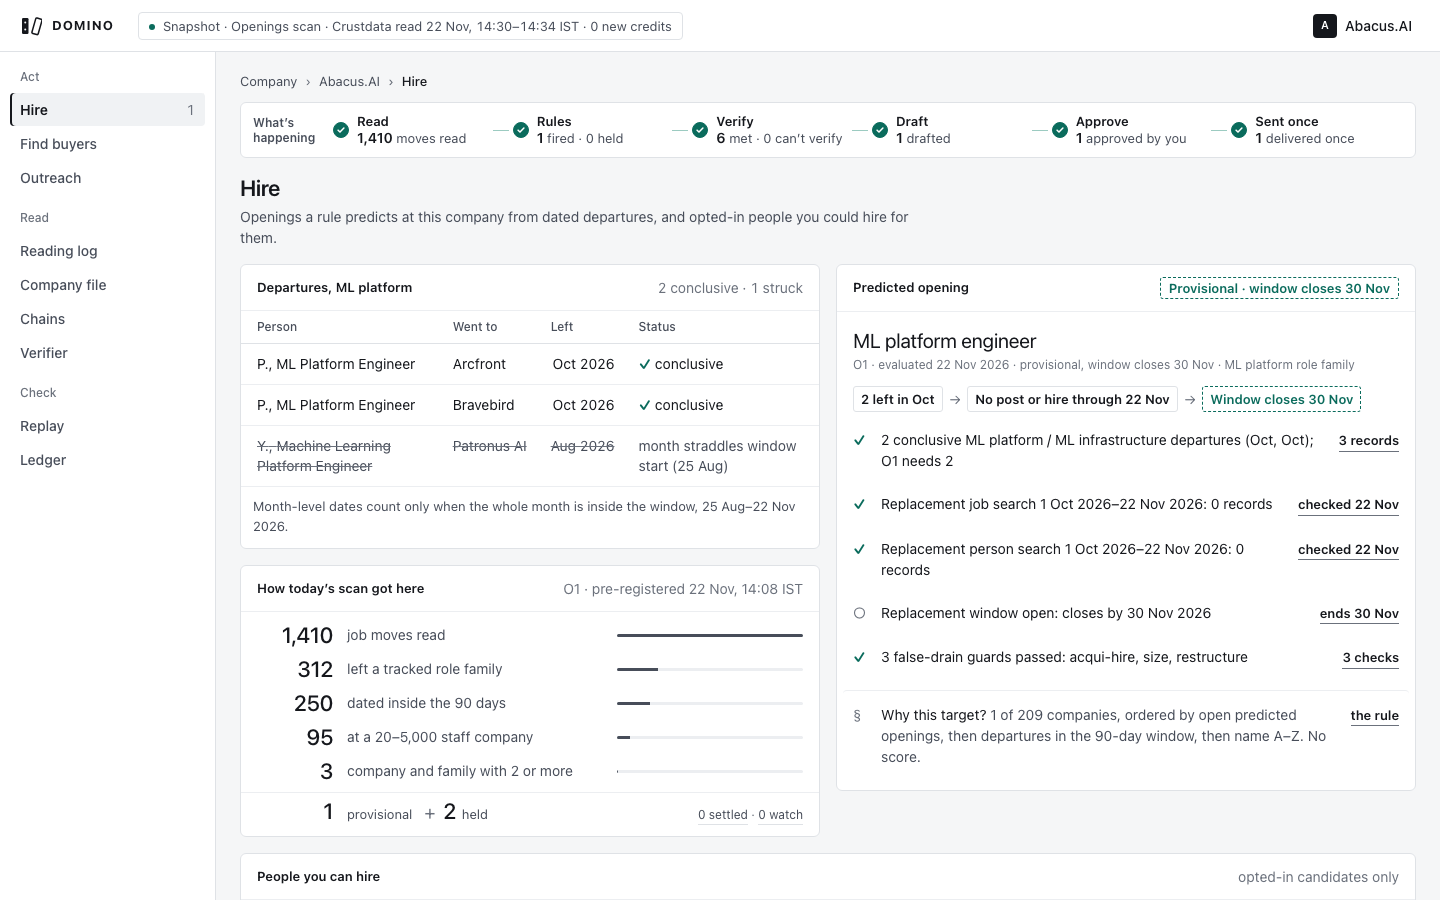 DOMINO
Snapshot · Openings scan · Crustdata read 22 Nov, 14:30–14:34 IST · 0 new credits
A
Abacus.AI
Act
Hire 1
Find buyers
Outreach
Read
Reading log
Company file
Chains
Verifier
Check
Replay
Ledger
Company › Abacus.AI › Hire
What's
happening
Read
1,410 moves read
Rules
1 fired · 0 held
Verify
6 met · 0 can't verify
Draft
1 drafted
Approve
1 approved by you
Sent once
1 delivered once
Hire
Openings a rule predicts at this company from dated departures, and opted-in people you could hire for
them.
Departures, ML platform 2 conclusive · 1 struck
Person Went to Left Status
P., ML Platform Engineer Arcfront Oct 2026 ✓ conclusive
P., ML Platform Engineer Bravebird Oct 2026 ✓ conclusive
Y., Machine Learning Patronus AI Aug 2026 month straddles window
Platform Engineer start (25 Aug)
Month-level dates count only when the whole month is inside the window, 25 Aug–22 Nov
2026.
How today's scan got here O1 · pre-registered 22 Nov, 14:08 IST
1,410 job moves read
312 left a tracked role family
250 dated inside the 90 days
95 at a 20–5,000 staff company
3 company and family with 2 or more
1 provisional + 2 held 0 settled · 0 watch
Predicted opening Provisional · window closes 30 Nov
ML platform engineer
O1 · evaluated 22 Nov 2026 · provisional, window closes 30 Nov · ML platform role family
2 left in Oct → No post or hire through 22 Nov → Window closes 30 Nov
✓ 2 conclusive ML platform / ML infrastructure departures (Oct, Oct); 3 records
O1 needs 2
✓ Replacement job search 1 Oct 2026–22 Nov 2026: 0 records checked 22 Nov
✓ Replacement person search 1 Oct 2026–22 Nov 2026: 0 checked 22 Nov
records
Replacement window open: closes by 30 Nov 2026 ends 30 Nov
✓ 3 false-drain guards passed: acqui-hire, size, restructure 3 checks
§ Why this target? 1 of 209 companies, ordered by open predicted the rule
openings, then departures in the 90-day window, then name A–Z. No
score.
People you can hire opted-in candidates only